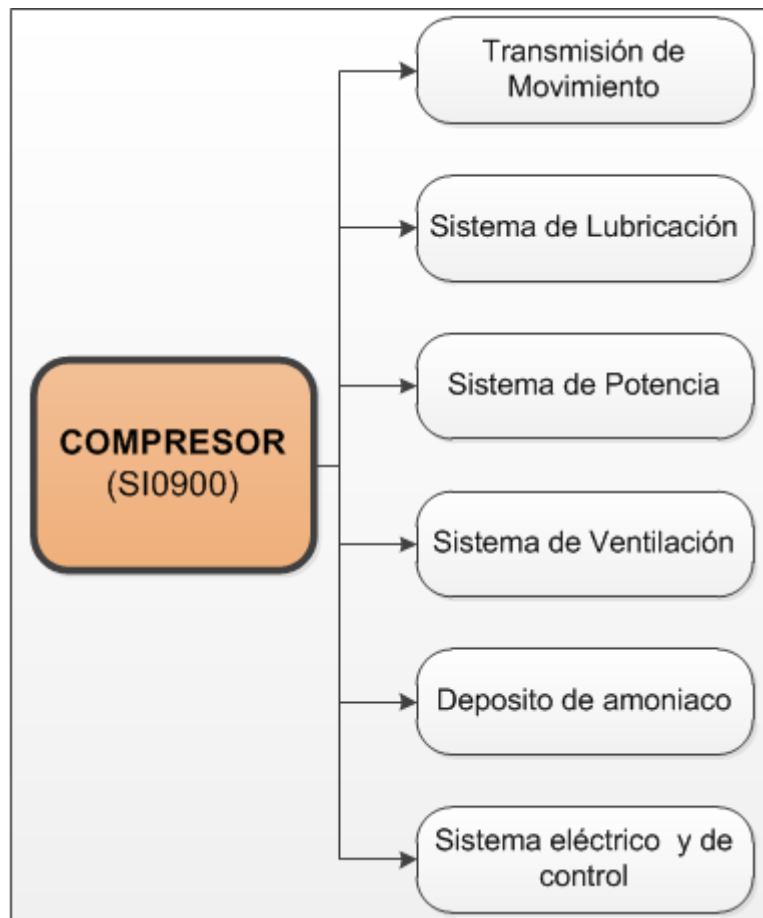 Transmisión de
Movimiento
Sistema de Lubricación
Sistema de Potencia
COMPRESOR
(SI0900)
Sistema de Ventilación
Deposito de amoniaco
Sistema eléctrico y de
control